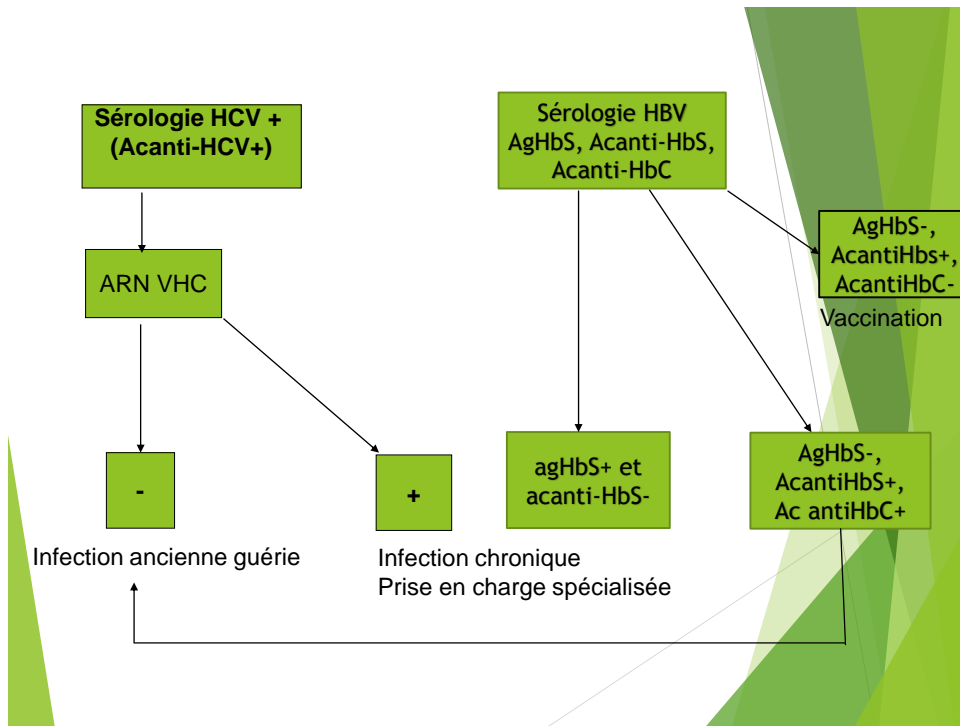 Sérologie HCV +
(Acanti-HCV+)
ARN VHC
-
Infection ancienne guérie
+
Infection chronique
Prise en charge spécialisée
Sérologie HBV
AgHbS, Acanti-HbS,
Acanti-HbC
agHbS+ et
acanti-HbS-
AgHbS-,
AcantiHbS+,
Ac antiHbC+
AgHbS-,
AcantiHbs+,
AcantiHbC-
Vaccination